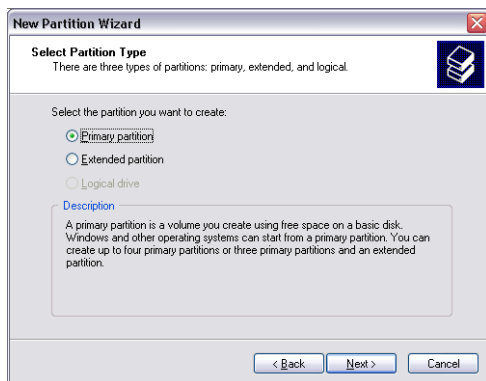 New Partition Wizard
Select Partition Type
There are three types of partitions: primary, extended, and logical.
Select the partition you want to create:
Primary partition
Extended partition
Logical drive
Description
A primary partition is a volume you create using free space on a basic disk.
Windows and other operating systems can start from a primary partition. You can
create up to four primary partitions or three primary partitions and an extended
partition.
< Back
Next >
Cancel